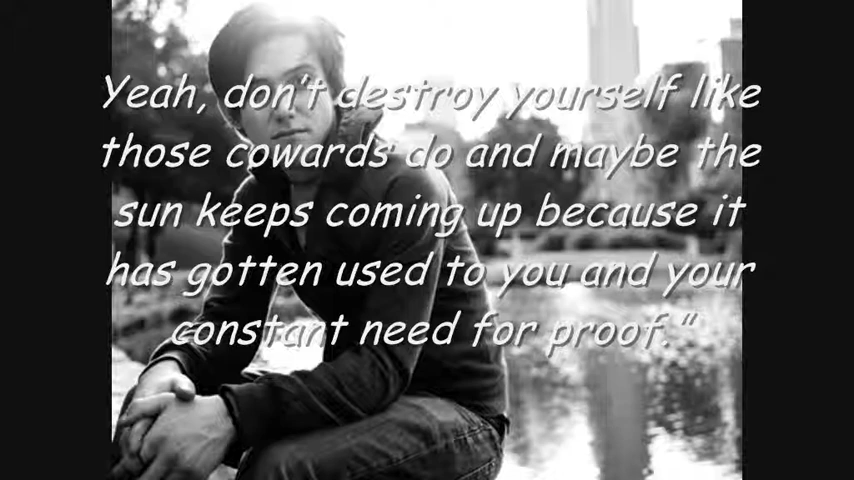 Yeah, don't destroy yourself like
those cowards do and maybe the
sun keeps coming up because it
has gotten used to you and your
constant need for proof."